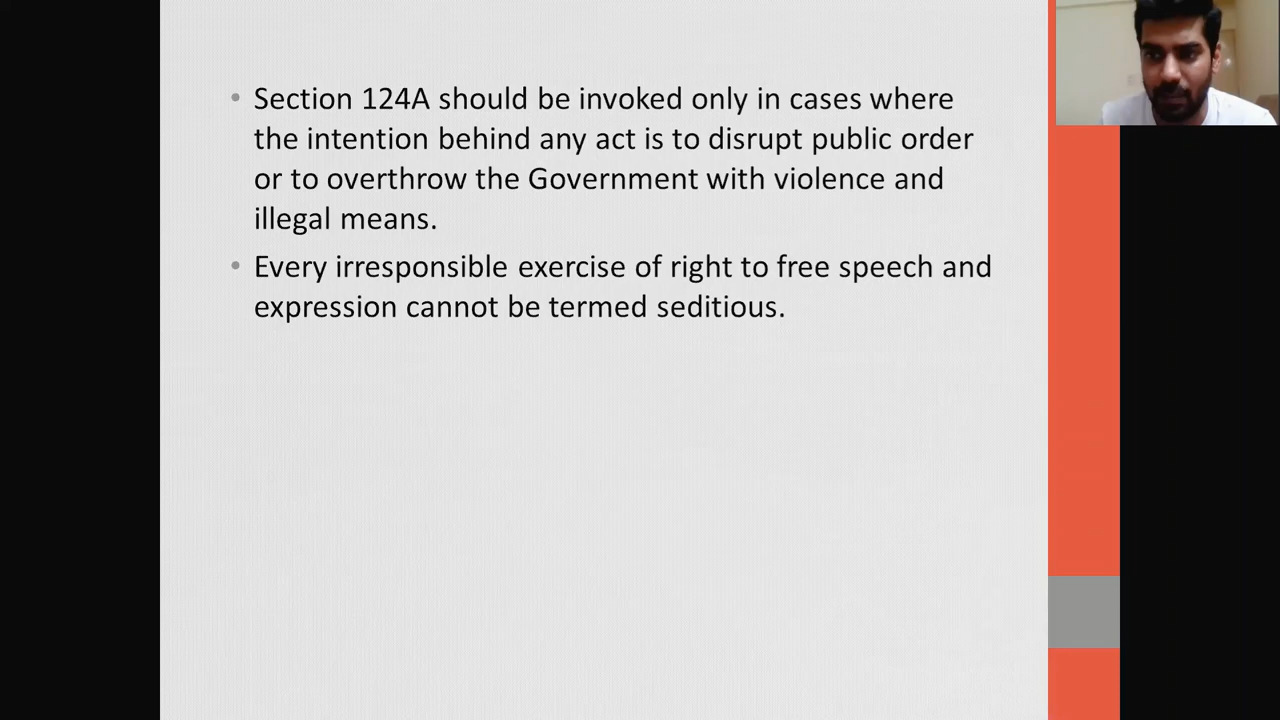 • Section 124A should be invoked only in cases where
the intention behind any act is to disrupt public order
or to overthrow the Government with violence and
illegal means.
• Every irresponsible exercise of right to free speech and
expression cannot be termed seditious.